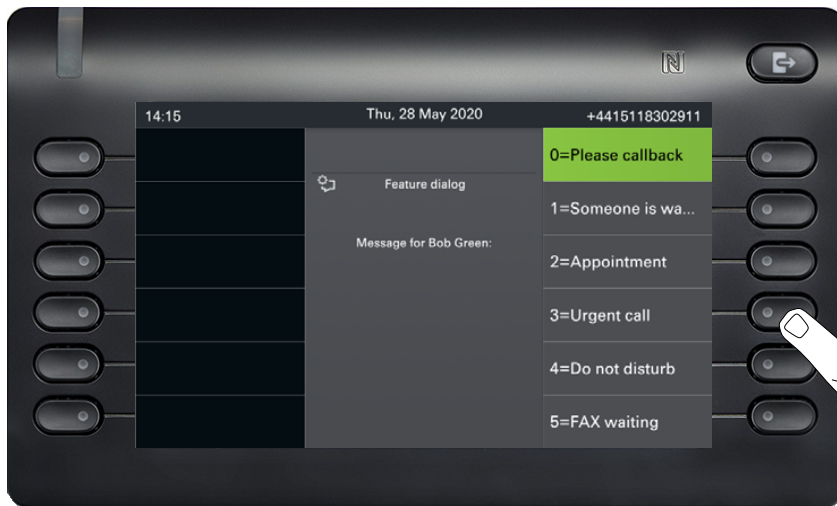 14:15 Thu, 28 May 2020 +4415118302911
Feature dialog
Message for Bob Green:
0=Please callback
1=Someone is wa...
2=Appointment
3=Urgent call
4=Do not disturb
5=FAX waiting